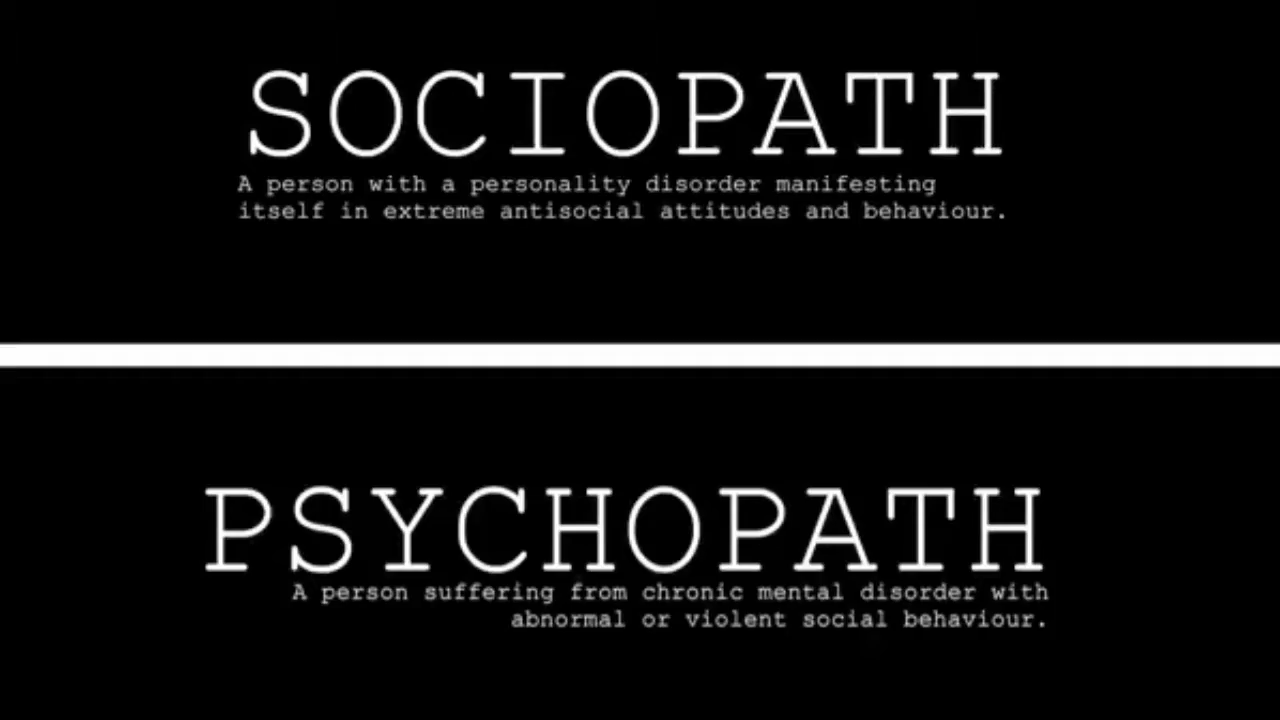 SOCIOPATH
A person with a personality disorder manifesting
itself in extreme antisocial attitudes and behaviour.
PSYCHOPATH
A person suffering from chronic mental disorder with
abnormal or violent social behaviour.